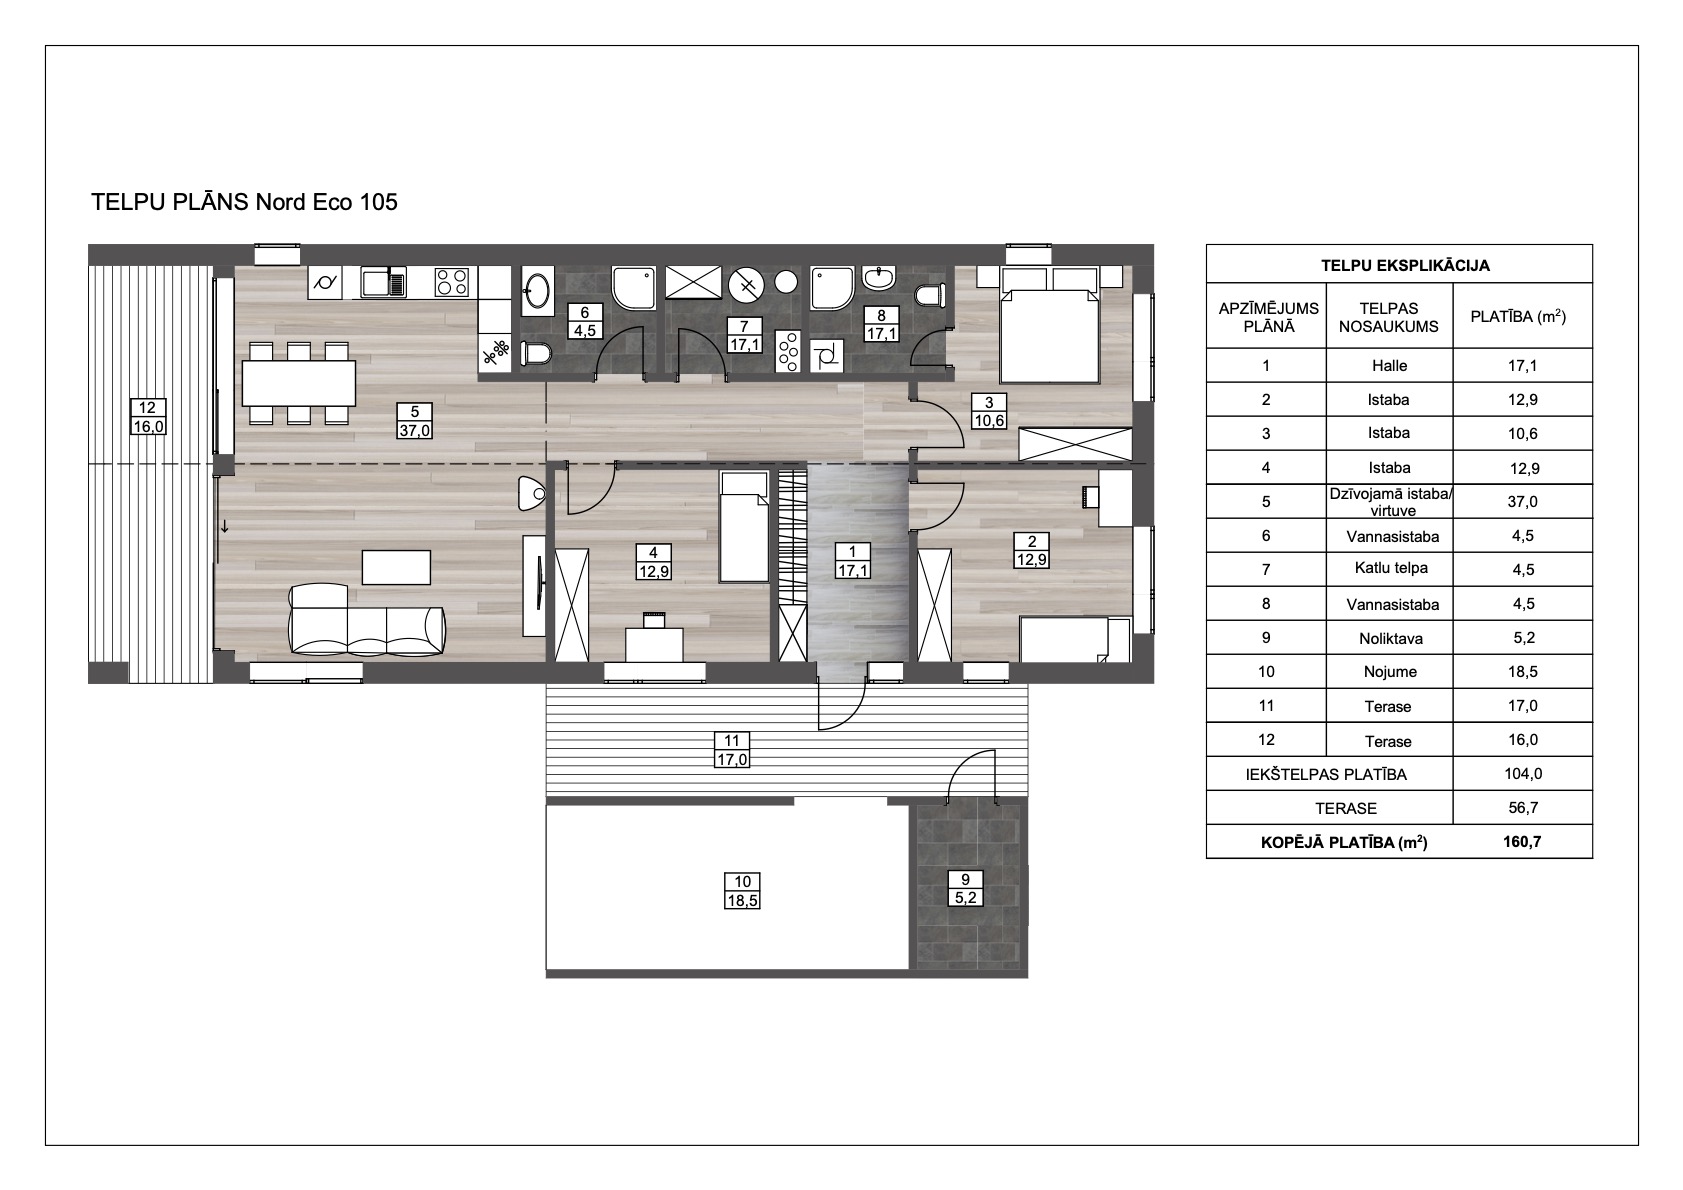 TELPU PLĀNS Nord Eco 105
TELPU EKSPLIKĀCIJA
APZĪMĒJUMS PLĀNĀ TELPAS NOSAUKUMS PLATĪBA (m²)
1 Halle 17,1
2 Istaba 12,9
3 Istaba 10,6
4 Istaba 12,9
5 Dzīvojamā istaba/ virtuve 37,0
6 Vannasistaba 4,5
7 Katlu telpa 4,5
8 Vannasistaba 4,5
9 Noliktava 5,2
10 Nojume 18,5
11 Terase 17,0
12 Terase 16,0
IEKŠTELPAS PLATĪBA 104,0
TERASE 56,7
KOPĒJĀ PLATĪBA (m²) 160,7
6
4,5
7
17,1
8
17,1
12
16,0
5
37,0
3
10,6
4
12,9
1
17,1
2
12,9
11
17,0
10
18,5
9
5,2